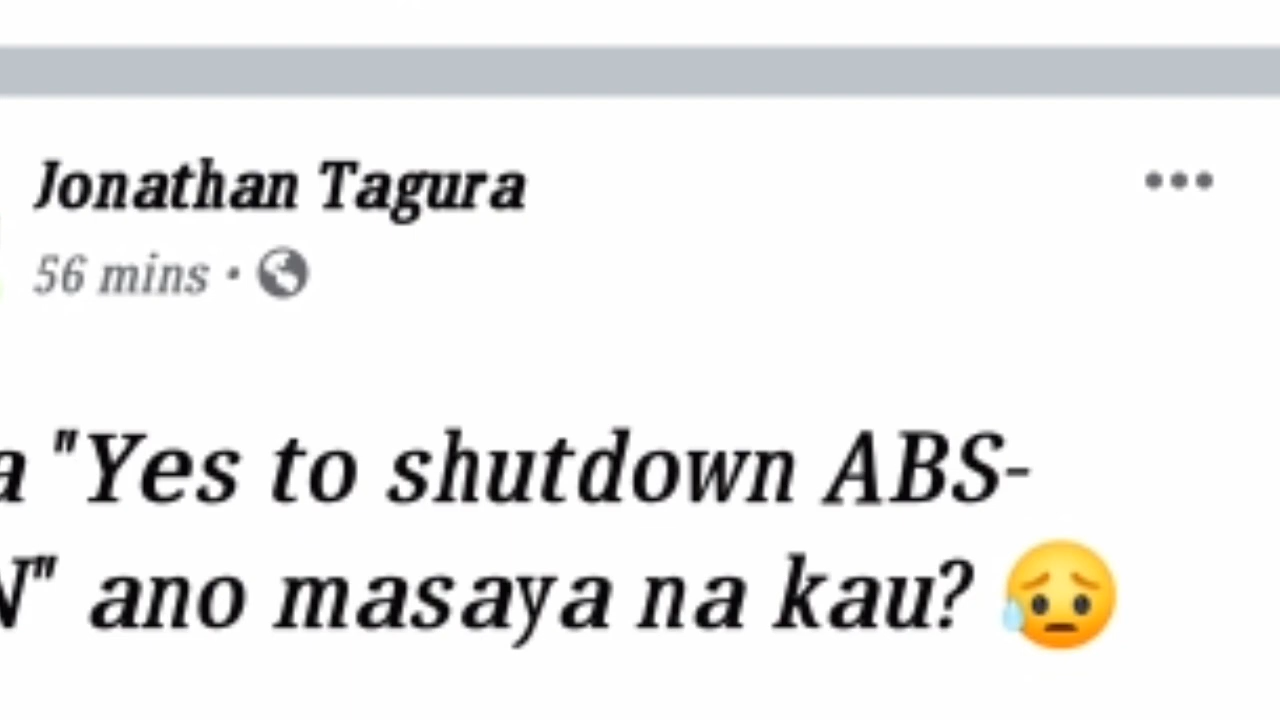 Jonathan Tagura
56 mins •
a "Yes to shutdown ABS-
N" ano masaya na kau? 😥